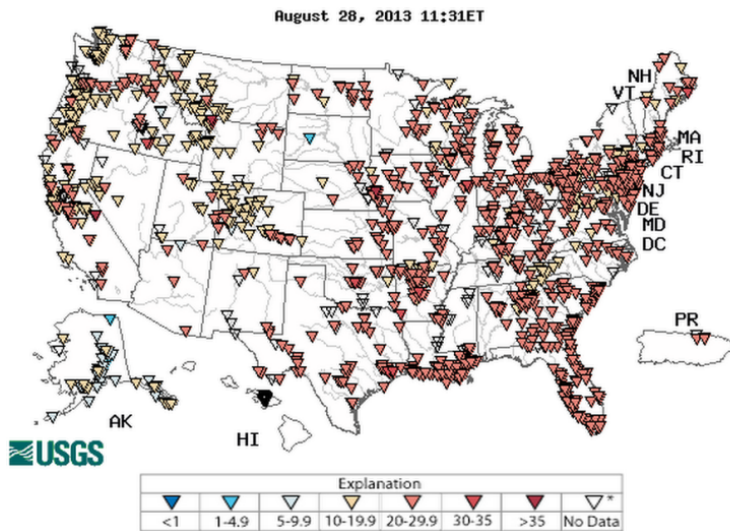 August 28, 2013 11:31ET
NH
VT
MA
RI
CT
NJ
DE
MD
DC
PR
AK
HI
USGS
Explanation
*
<1 1-4.9 5-9.9 10-19.9 20-29.9 30-35 >35 No Data